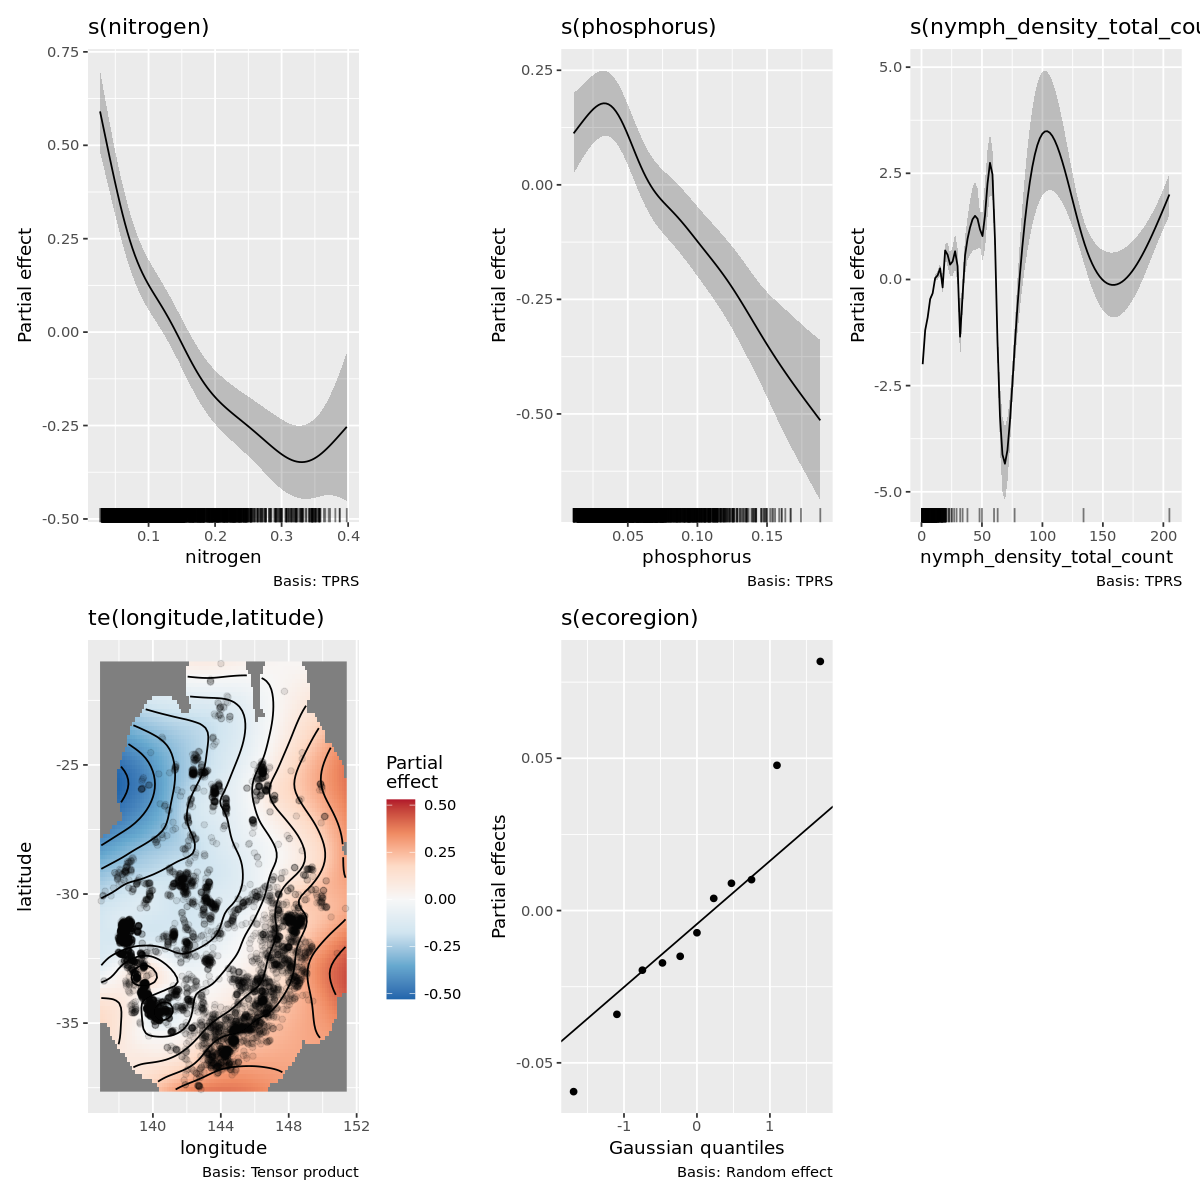 s(nitrogen)
Partial effect
0.75
0.50
0.25
0.00
-0.25
-0.50
0.1
0.2
0.3
0.4
nitrogen
Basis: TPRS
s(phosphorus)
Partial effect
0.25
0.00
-0.25
-0.50
0.05
0.10
0.15
phosphorus
Basis: TPRS
s(nymph_density_total_cou
Partial effect
5.0
2.5
0.0
-2.5
-5.0
0
50
100
150
200
nymph_density_total_count
Basis: TPRS
te(longitude,latitude)
latitude
-25
-30
-35
140
144
148
152
longitude
Basis: Tensor product
Partial
effect
0.50
0.25
0.00
-0.25
-0.50
s(ecoregion)
Partial effects
0.05
0.00
-0.05
-1
0
1
Gaussian quantiles
Basis: Random effect